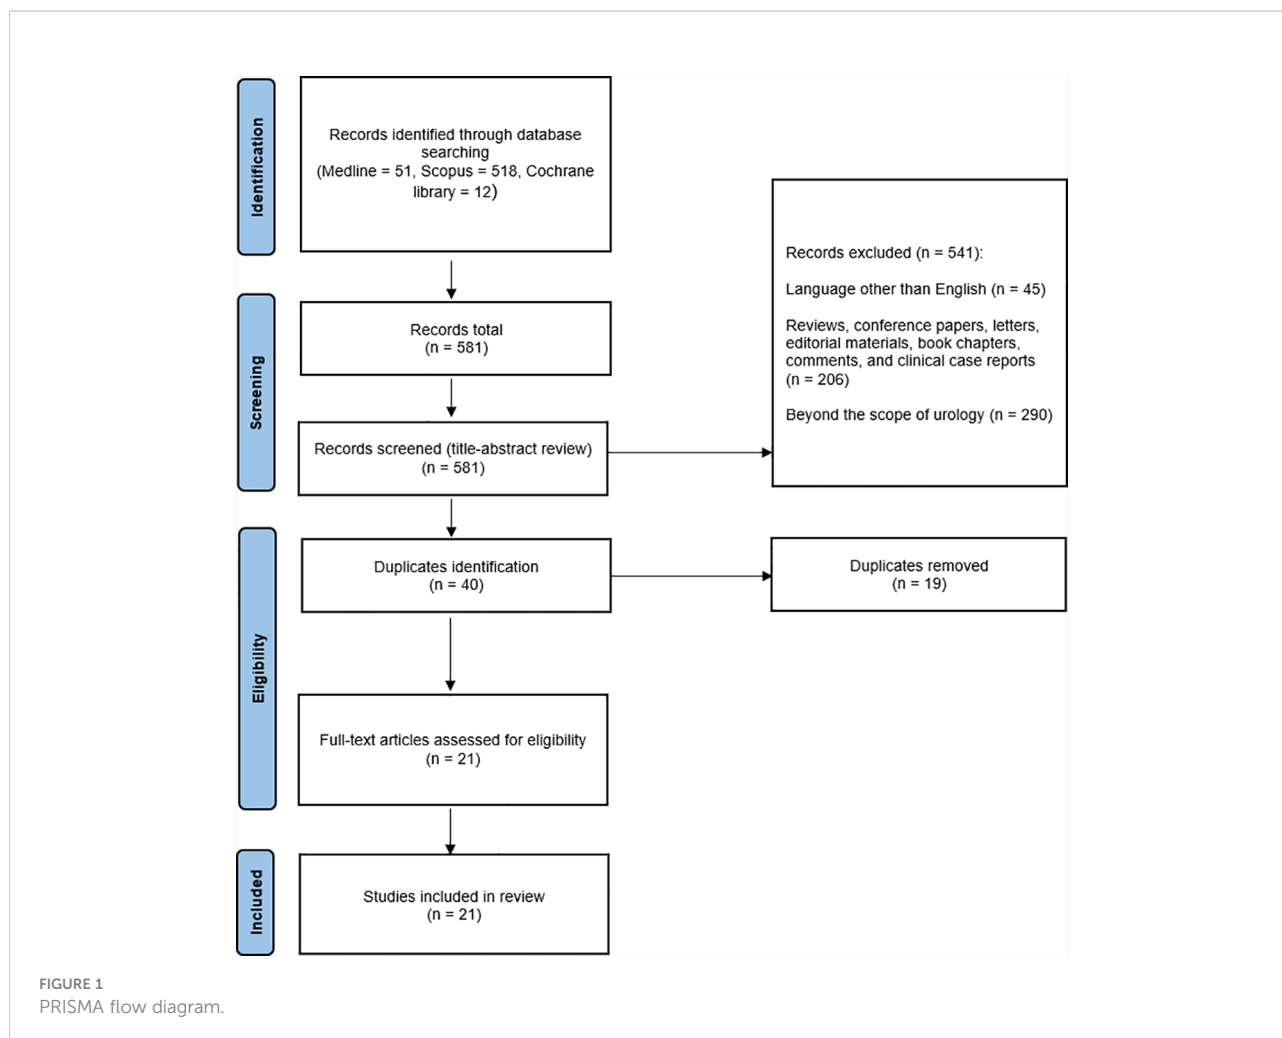 Identification
Records identified through database
searching
(Medline = 51, Scopus = 518, Cochrane
library = 12)
Screening
Records total
(n = 581)
Records screened (title-abstract review)
(n = 581)
Records excluded (n = 541):
Language other than English (n = 45)
Reviews, conference papers, letters,
editorial materials, book chapters,
comments, and clinical case reports
(n = 206)
Beyond the scope of urology (n = 290)
Eligibility
Duplicates identification
(n = 40)
Duplicates removed
(n = 19)
Full-text articles assessed for eligibility
(n = 21)
Included
Studies included in review
(n = 21)
FIGURE 1
PRISMA flow diagram.